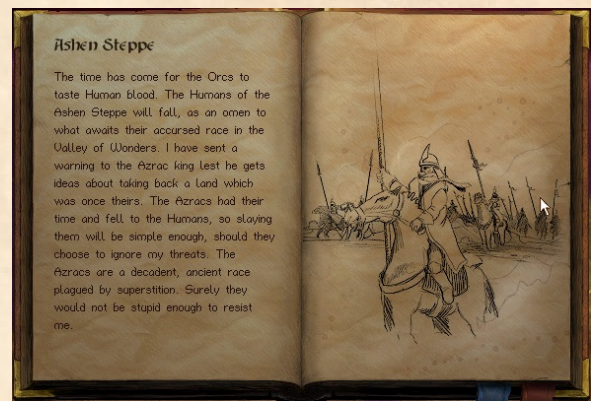 Ashen Steppe
The time has come for the Orcs to
taste Human blood. The Humans of the
Ashen Steppe will fall, as an omen to
what awaits their accursed race in the
Valley of Wonders. I have sent a
warning to the Azrac king lest he gets
ideas about taking back a land which
was once theirs. The Azracs had their
time and fell to the Humans, so slaying
them will be simple enough, should they
choose to ignore my threats. The
Azracs are a decadent, ancient race
plagued by superstition. Surely they
would not be stupid enough to resist
me.